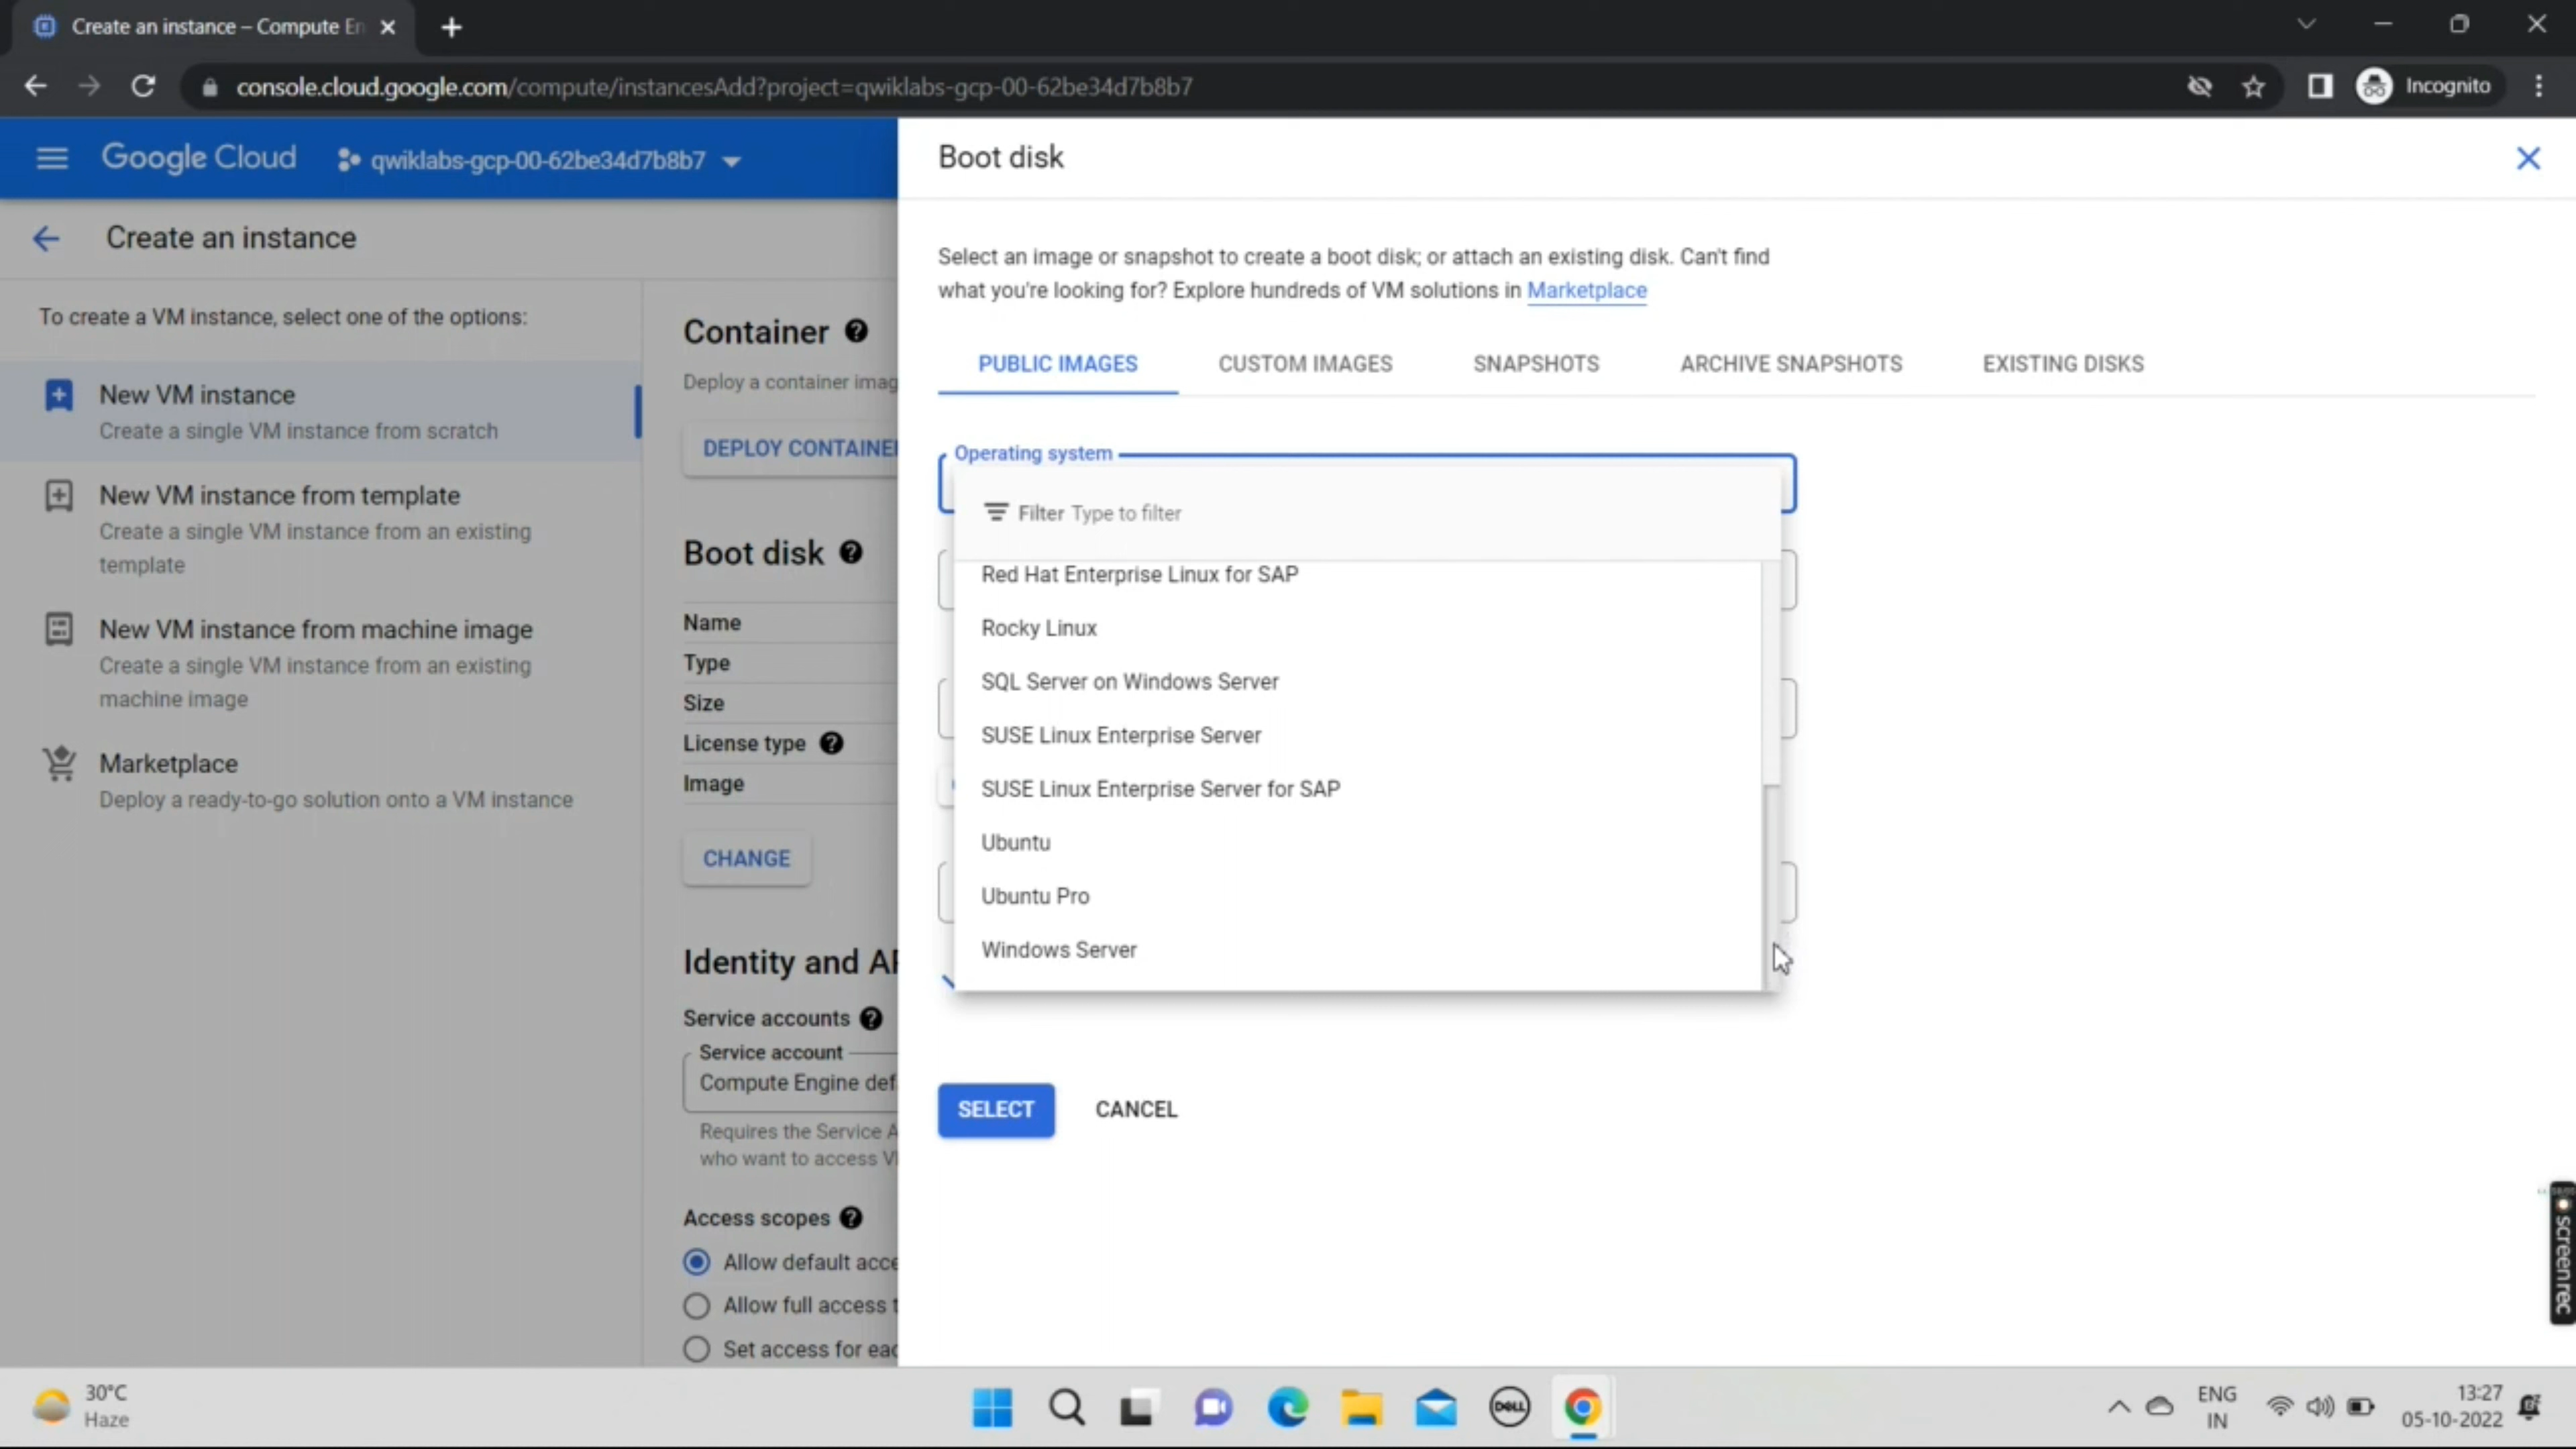 Create an instance – Compute En
console.cloud.google.com/compute/instancesAdd?project=qwiklabs-gcp-00-62be34d7b8b7
Incognito
Google Cloud
qwiklabs-gcp-00-62be34d7b8b7
Create an instance
To create a VM instance, select one of the options:
New VM instance
Create a single VM instance from scratch
New VM instance from template
Create a single VM instance from an existing
template
New VM instance from machine image
Create a single VM instance from an existing
machine image
Marketplace
Deploy a ready-to-go solution onto a VM instance
Container
Deploy a container imag
DEPLOY CONTAINE
Boot disk
Name
Type
Size
License type
Image
CHANGE
Identity and A
Service accounts
Service account
Compute Engine def
Requires the Service A
who want to access V
Access scopes
Allow default acce
Allow full access t
Set access for eac
Boot disk
Select an image or snapshot to create a boot disk; or attach an existing disk. Can't find
what you're looking for? Explore hundreds of VM solutions in Marketplace
PUBLIC IMAGES
CUSTOM IMAGES
SNAPSHOTS
ARCHIVE SNAPSHOTS
EXISTING DISKS
Operating system
Filter Type to filter
Red Hat Enterprise Linux for SAP
Rocky Linux
SQL Server on Windows Server
SUSE Linux Enterprise Server
SUSE Linux Enterprise Server for SAP
Ubuntu
Ubuntu Pro
Windows Server
SELECT
CANCEL
screenrec
30°C
Haze
DELL
ENG
IN
13:27
05-10-2022